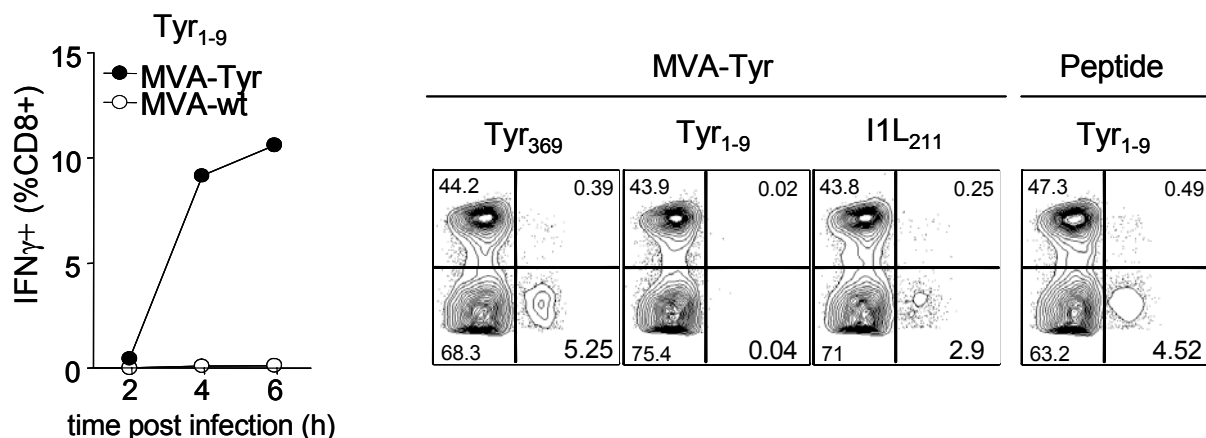 Tyr1-9
15
10
5
0
IFNγ+ (%CD8+)
MVA-Tyr
MVA-wt
2 4 6
time post infection (h)
MVA-Tyr Peptide
Tyr369 Tyr1-9 I1L211 Tyr1-9
44.2 0.39 43.9 0.02 43.8 0.25 47.3 0.49
68.3 5.25 75.4 0.04 71 2.9 63.2 4.52